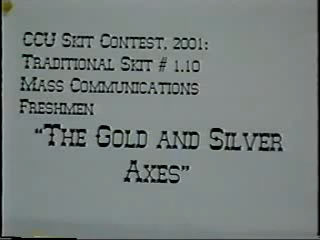 CCU SKIT CONTEST, 2001:
TRADITIONAL SKIT # 1.10
MASS COMMUNICATIONS
FRESHMEN
"THE GOLD AND SILVER
AXES"